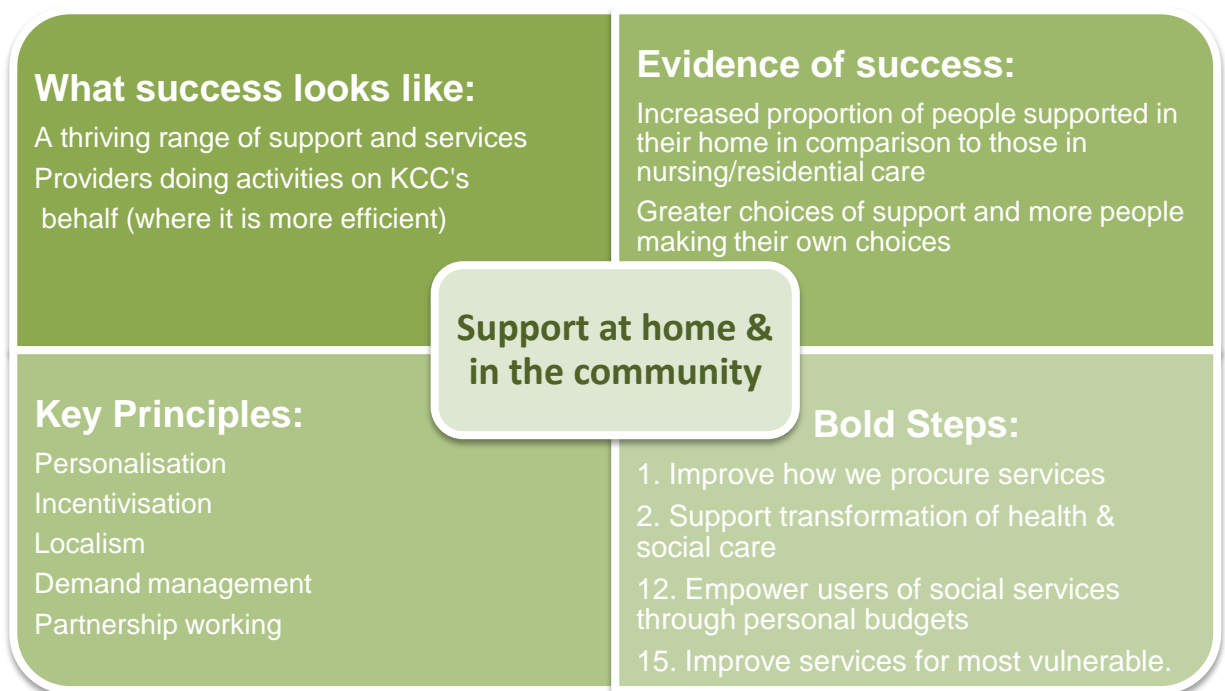 What success looks like:
A thriving range of support and services
Providers doing activities on KCC's
behalf (where it is more efficient)
Evidence of success:
Increased proportion of people supported in
their home in comparison to those in
nursing/residential care
Greater choices of support and more people
making their own choices
Support at home &
in the community
Key Principles:
Personalisation
Incentivisation
Localism
Demand management
Partnership working
Bold Steps:
1. Improve how we procure services
2. Support transformation of health &
social care
12. Empower users of social services
through personal budgets
15. Improve services for most vulnerable.